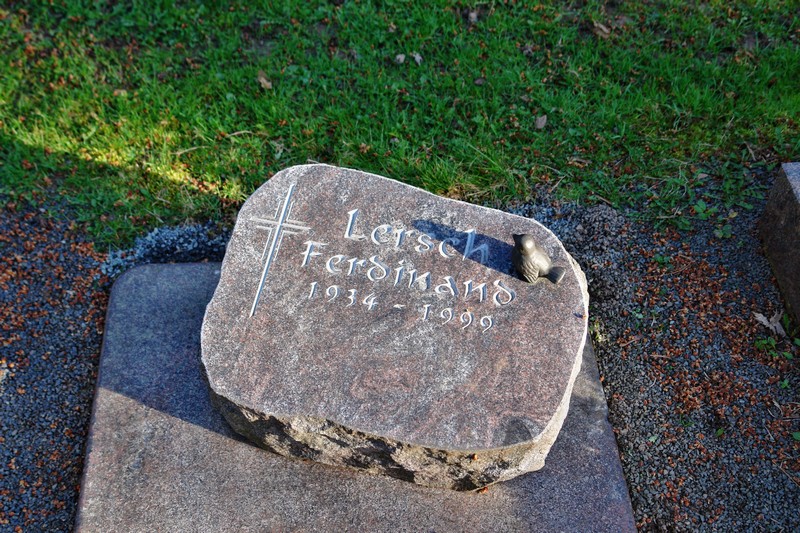 Lersch
Ferdinand
1934 - 1999